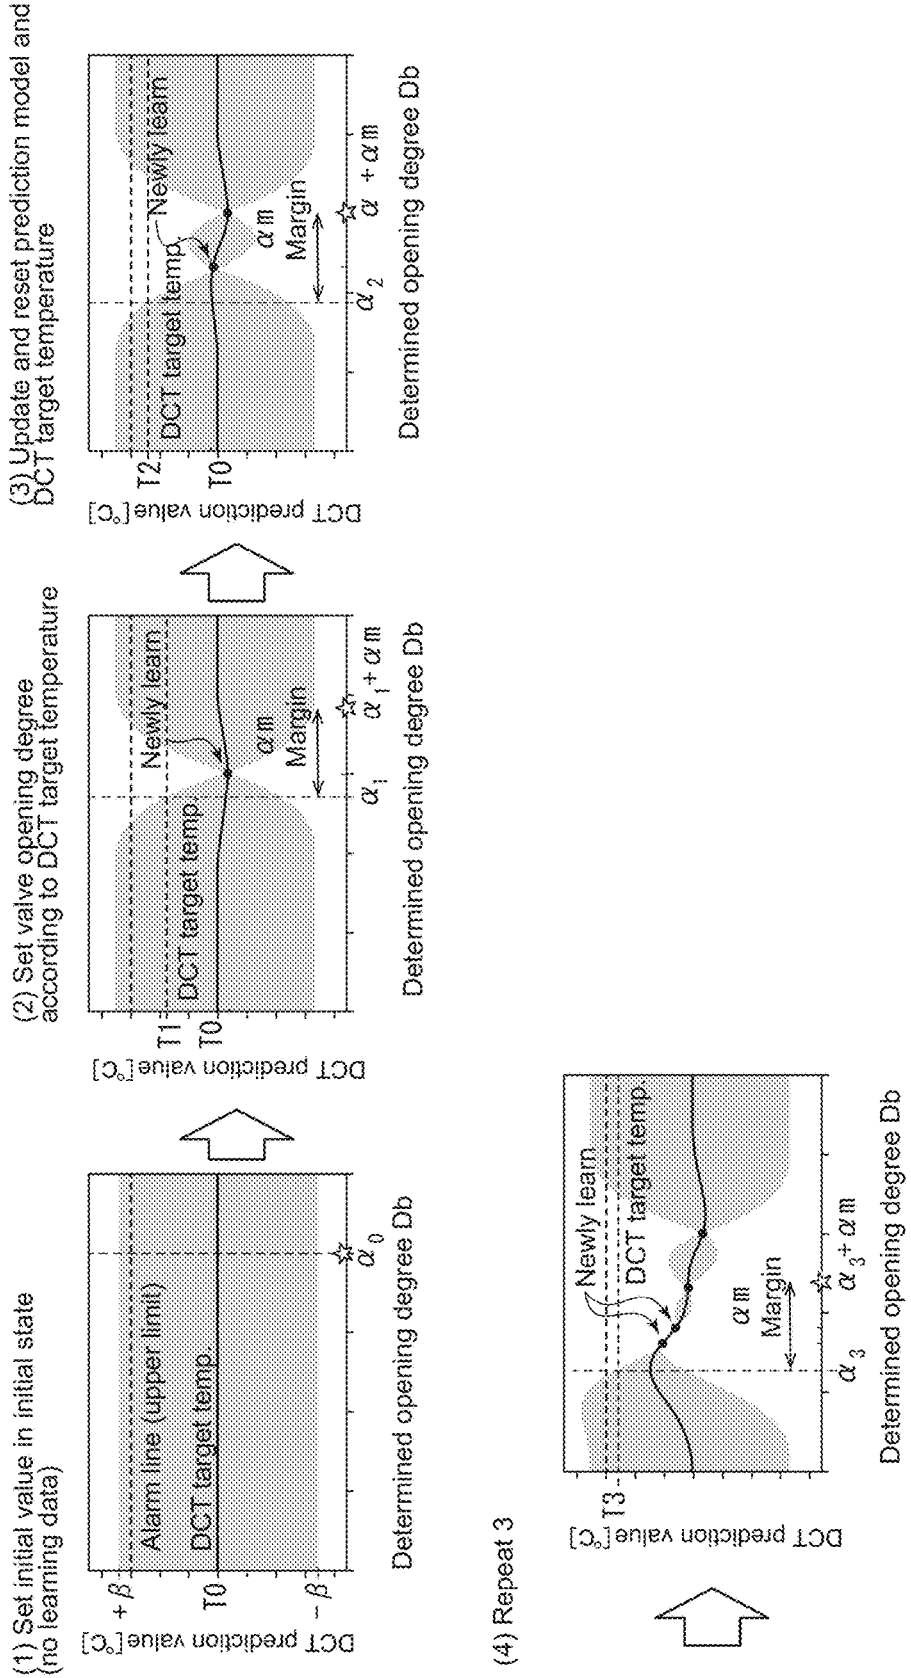 (1) Set initial value in initial state
(no learning data)
DCT prediction value[°C]
+β
T0
-β
Alarm line (upper limit)
DCT target temp.
α0
Determined opening degree Db
(2) Set valve opening degree
according to DCT target temperature
DCT prediction value[°C]
T1
T0
DCT target temp.
Newly learn
αm
Margin
α1
α1+αm
Determined opening degree Db
(3) Update and reset prediction model and
DCT target temperature
DCT prediction value[°C]
T2
T0
DCT target temp.
Newly learn
αm
Margin
α2
α +αm
Determined opening degree Db
(4) Repeat 3
DCT prediction value[°C]
T3
Newly learn
DCT target temp.
αm
Margin
α3
α3+αm
Determined opening degree Db